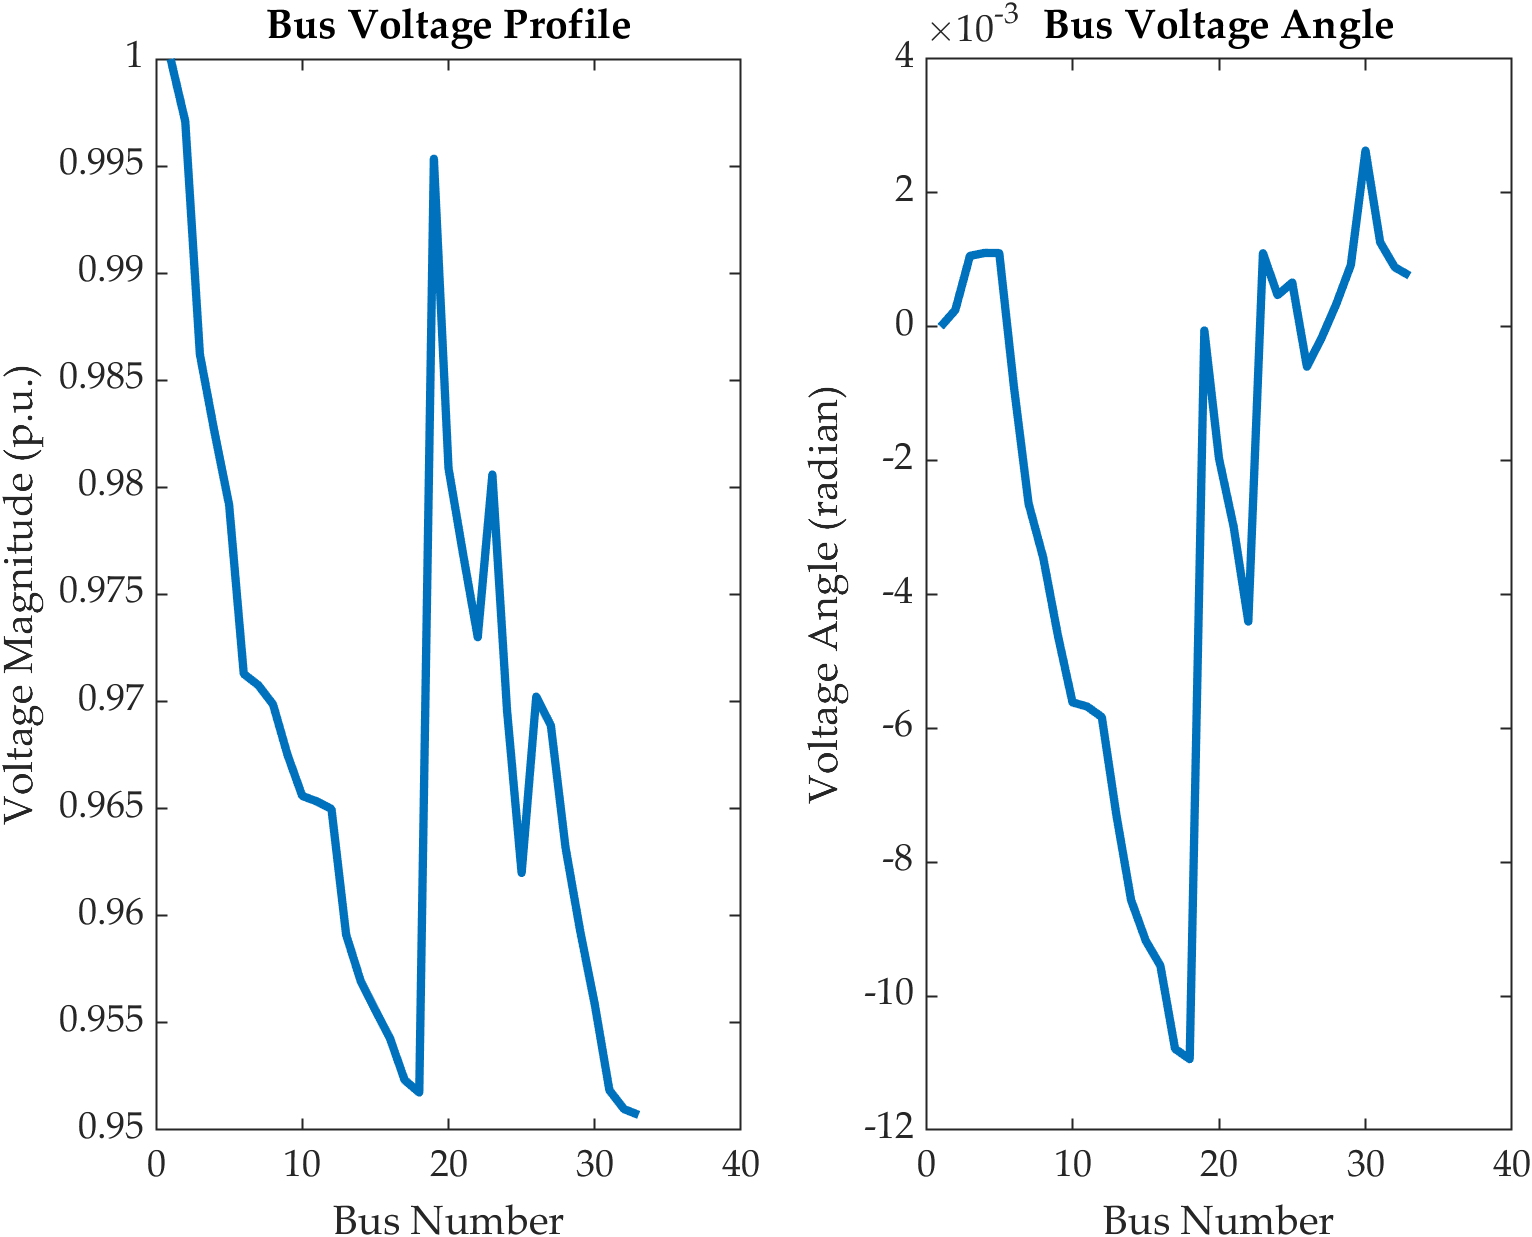 Bus Voltage Profile
Voltage Magnitude (p.u.)
1
0.995
0.99
0.985
0.98
0.975
0.97
0.965
0.96
0.955
0.95
0 10 20 30 40
Bus Number
×10-3
Bus Voltage Angle
Voltage Angle (radian)
4
2
0
-2
-4
-6
-8
-10
-12
0 10 20 30 40
Bus Number